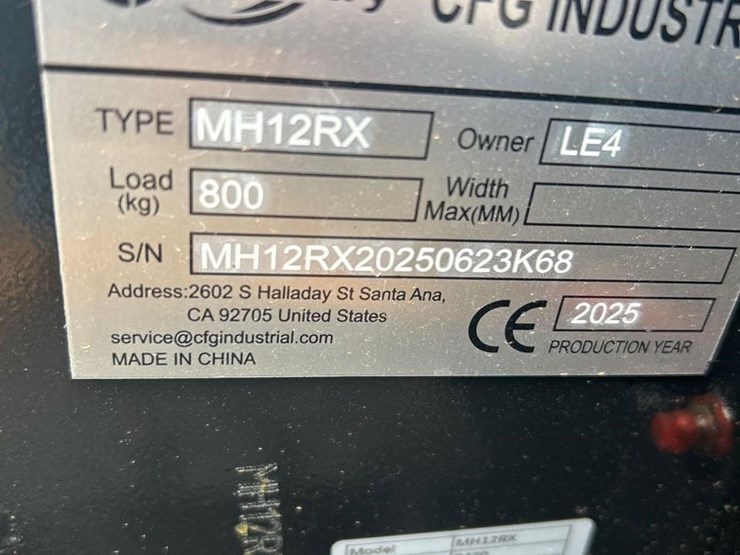 CFG INDUSTR
TYPE MH12RX Owner LE4
Load (kg) 800 Width Max(MM)
S/N MH12RX20250623K68
Address:2602 S Halladay St Santa Ana,
CA 92705 United States
service@cfgindustrial.com
MADE IN CHINA
CE 2025
PRODUCTION YEAR
MH12R
Model MH12RX